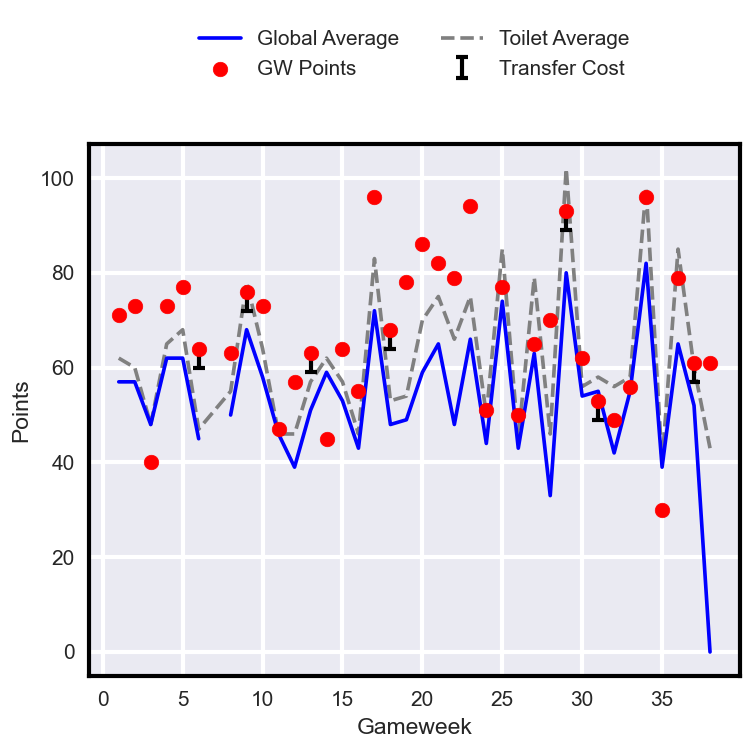 Global Average
Toilet Average
GW Points
Transfer Cost
100
80
60
40
20
0
Points
0 5 10 15 20 25 30 35
Gameweek